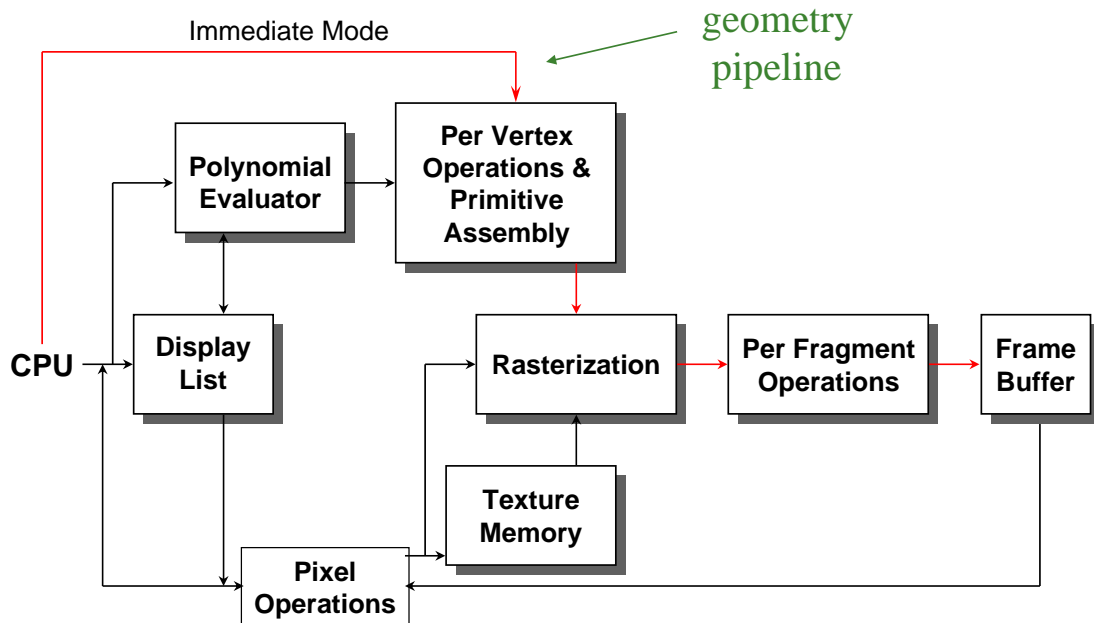 Immediate Mode
geometry
pipeline
Per Vertex
Operations &
Primitive
Assembly
Polynomial
Evaluator
CPU
Display
List
Rasterization
Per Fragment
Operations
Frame
Buffer
Texture
Memory
Pixel
Operations